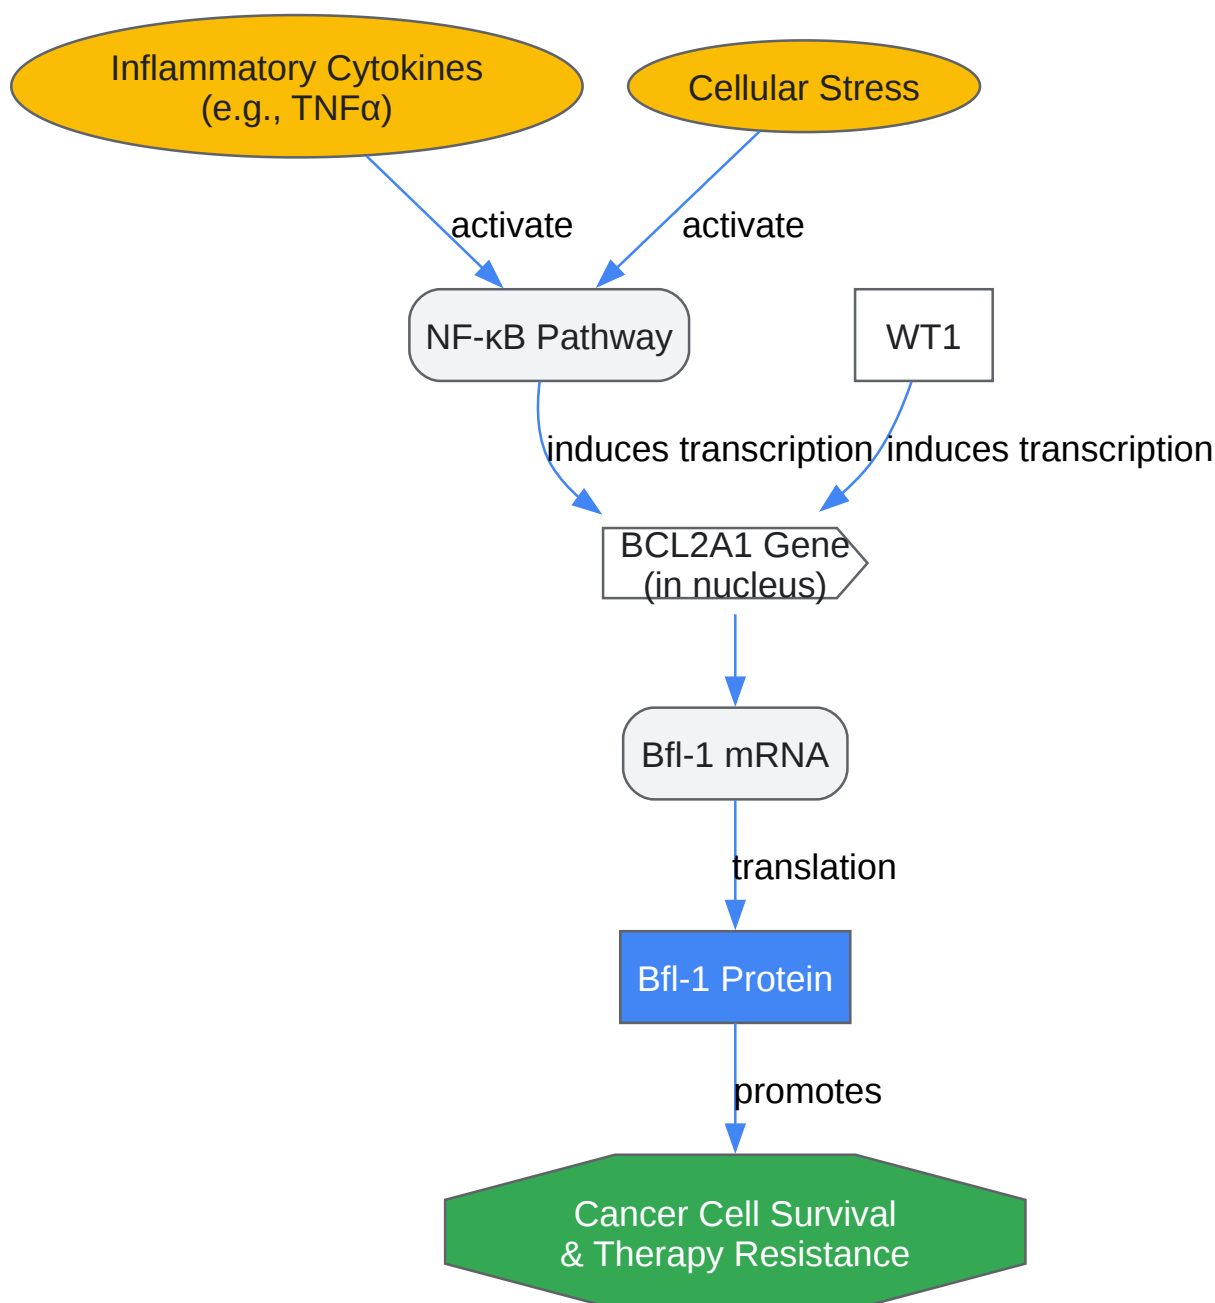 Inflammatory Cytokines
(e.g., TNFα)
Cellular Stress
activate
activate
NF-κB Pathway
WT1
induces transcription
induces transcription
BCL2A1 Gene
(in nucleus)
Bfl-1 mRNA
translation
Bfl-1 Protein
promotes
Cancer Cell Survival
& Therapy Resistance